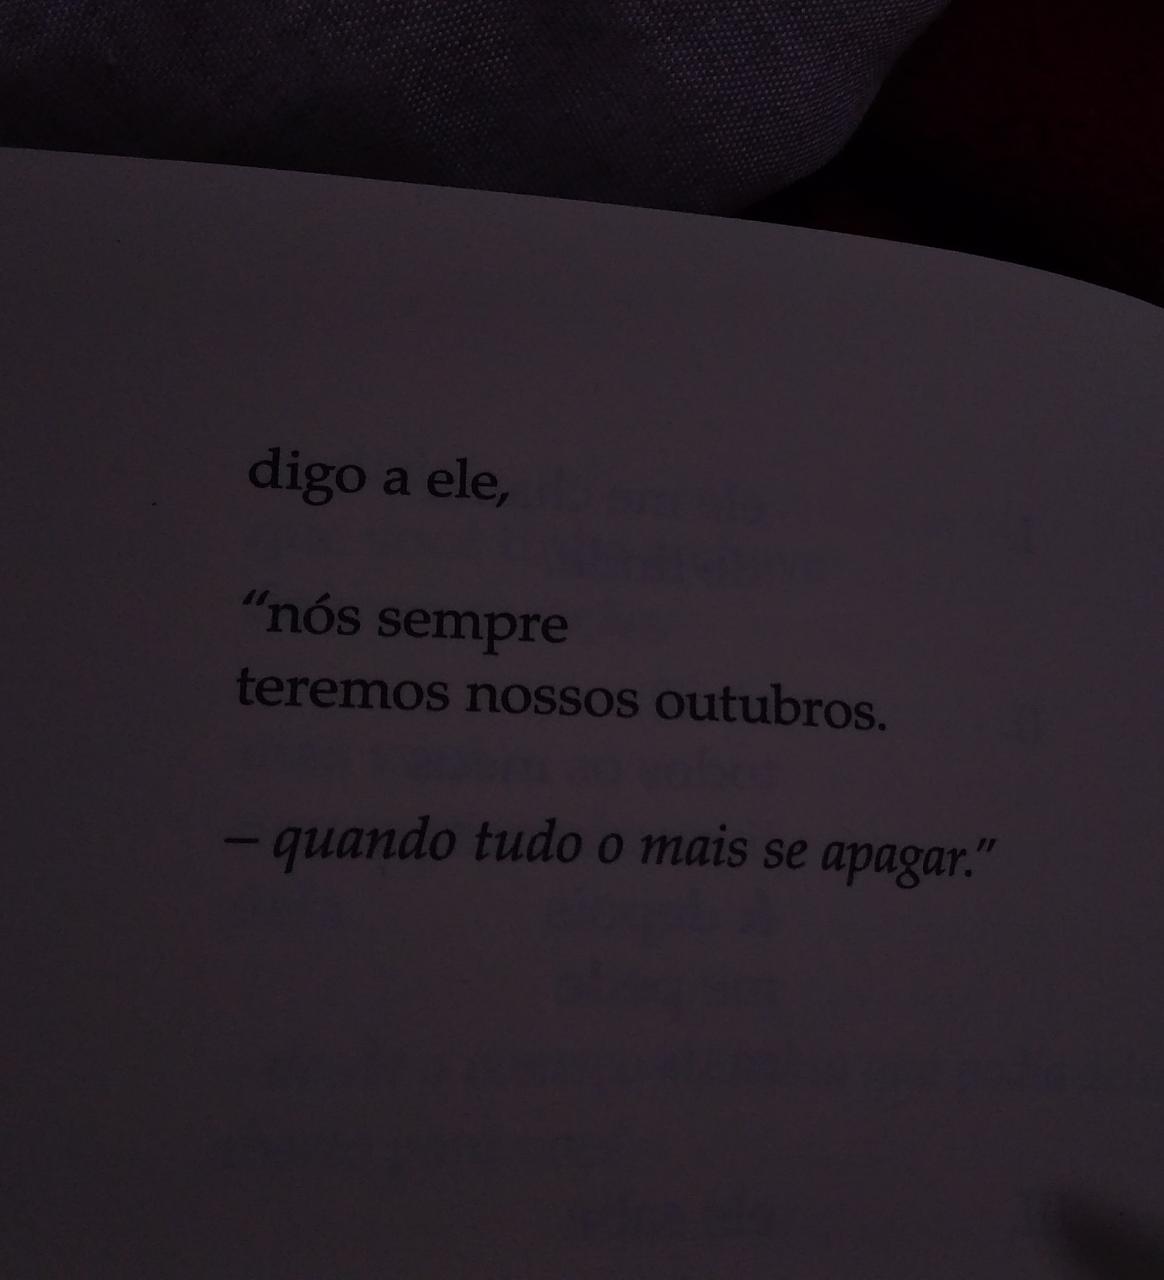 digo a ele,
“nós sempre
teremos nossos outubros.
– quando tudo o mais se apagar.”